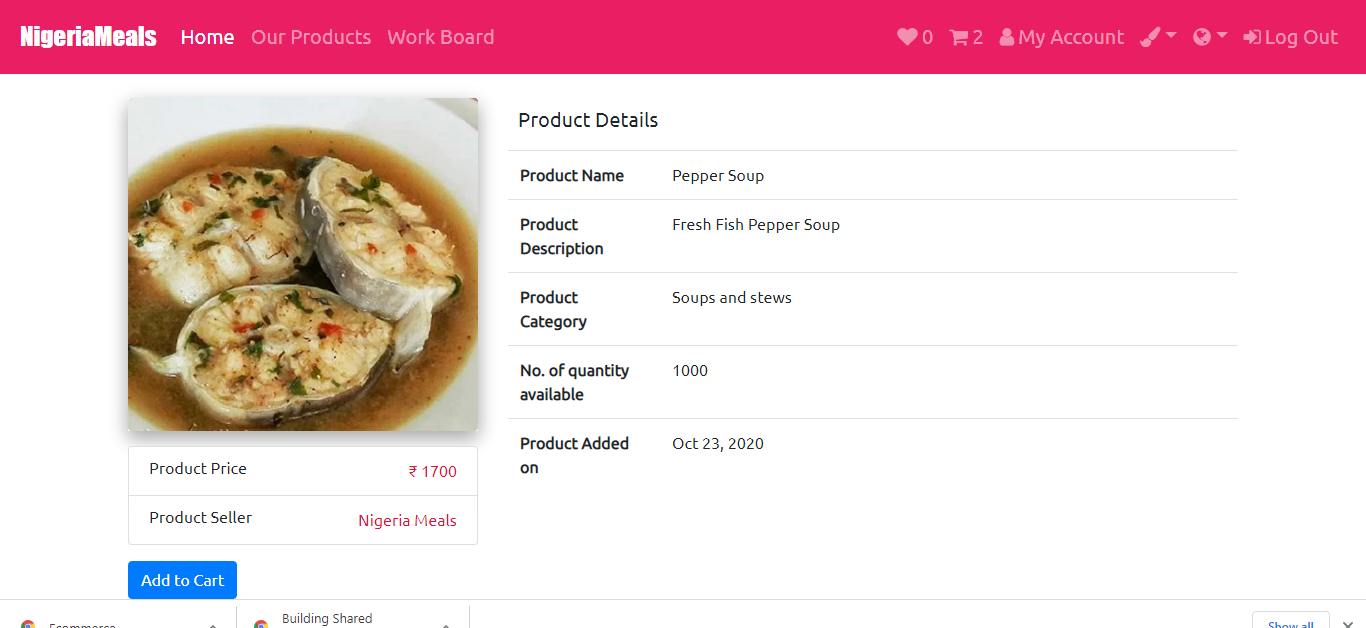 NigeriaMeals Home Our Products Work Board 0 2 My Account Log Out
Product Details
Product Name Pepper Soup
Product Description Fresh Fish Pepper Soup
Product Category Soups and stews
No. of quantity available 1000
Product Added on Oct 23, 2020
Product Price ₹ 1700
Product Seller Nigeria Meals
Add to Cart
Ecommerce
Building Shared
Show all